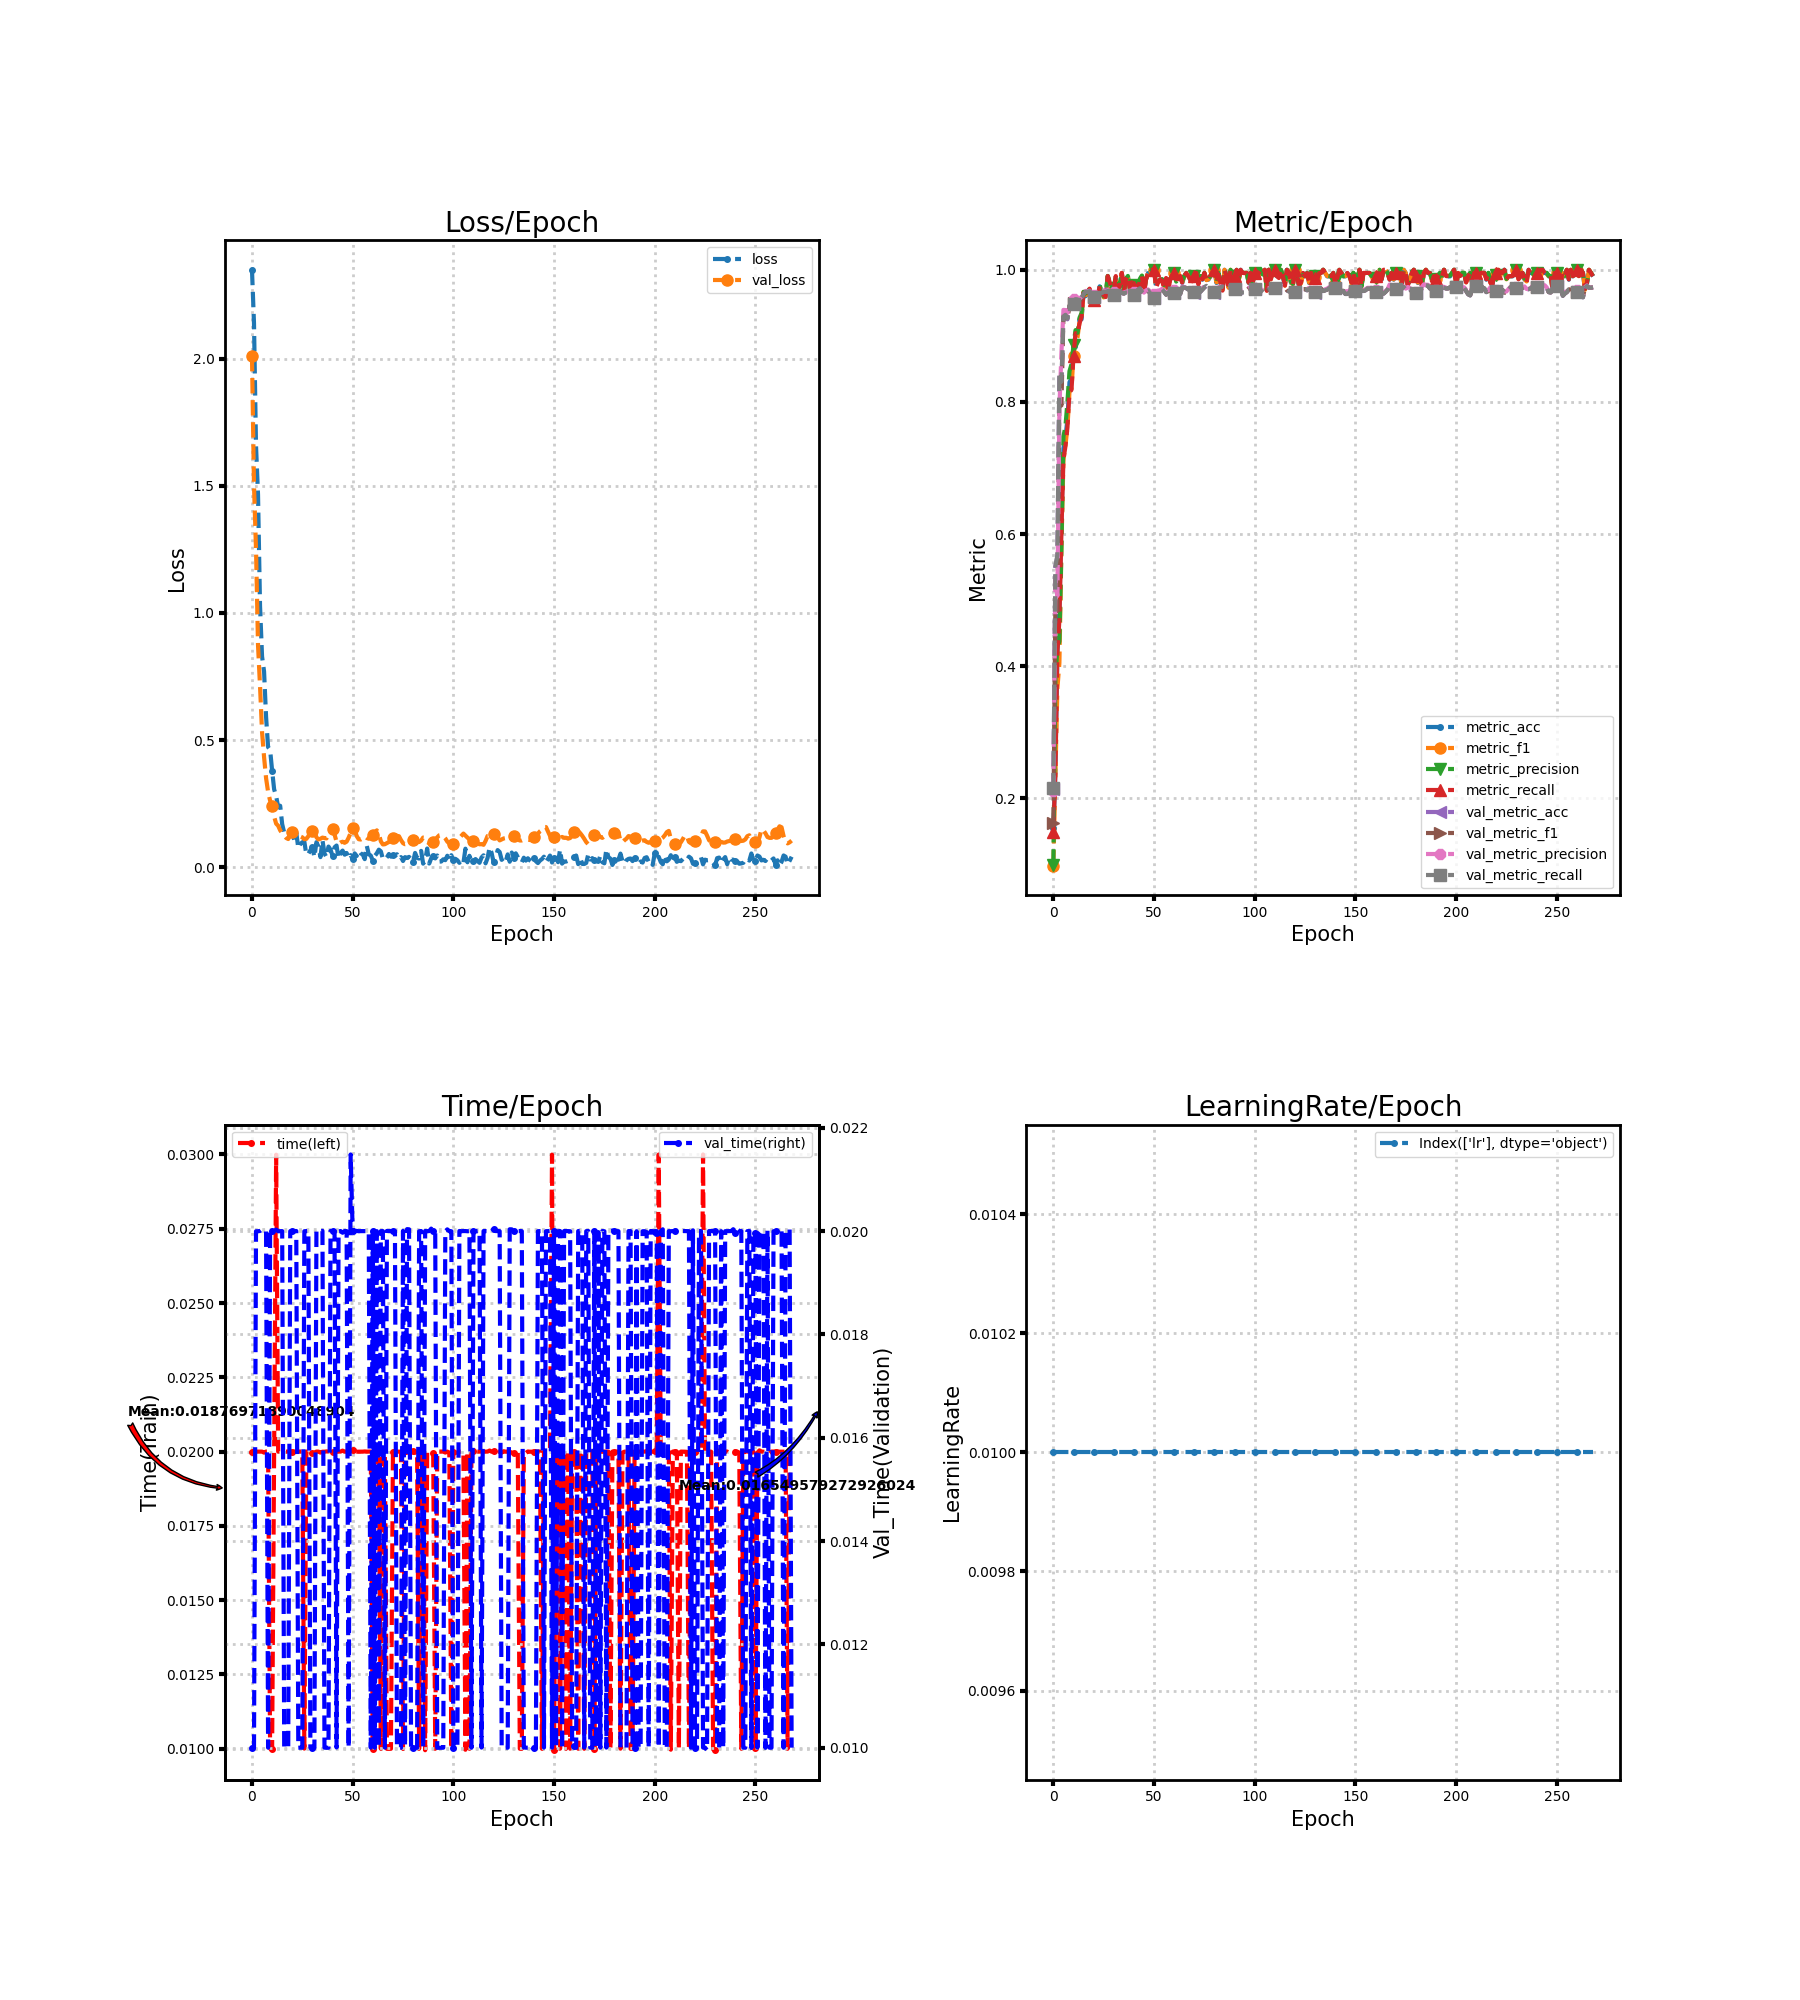 Loss/Epoch
loss
val_loss
2.0
1.5
1.0
0.5
0.0
Loss
0 50 100 150 200 250
Epoch
Metric/Epoch
1.0
0.8
0.6
0.4
0.2
Metric
metric_acc
metric_f1
metric_precision
metric_recall
val_metric_acc
val_metric_f1
val_metric_precision
val_metric_recall
0 50 100 150 200 250
Epoch
Time/Epoch
time(left)
val_time(right)
0.0300
0.0275
0.0250
0.0225
0.0200
0.0175
0.0150
0.0125
0.0100
Time(Train)
0.022
0.020
0.018
0.016
0.014
0.012
0.010
Val_Time(Validation)
0 50 100 150 200 250
Epoch
LearningRate/Epoch
Index(['lr'], dtype='object')
0.0104
0.0102
0.0100
0.0098
0.0096
LearningRate
0 50 100 150 200 250
Epoch